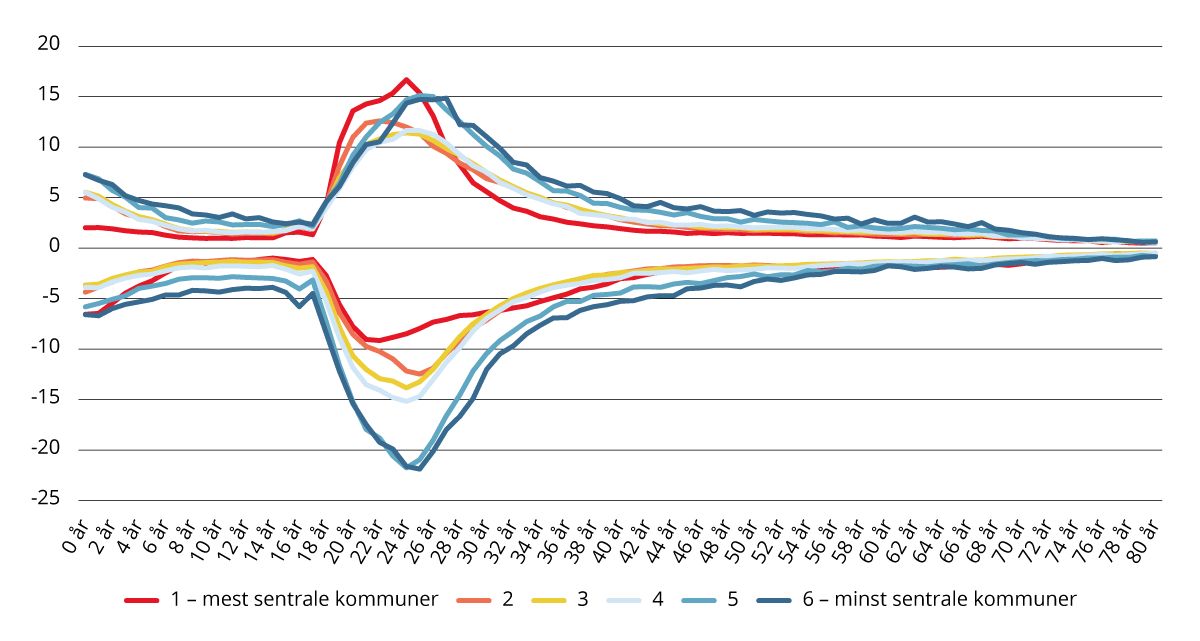 20
15
10
5
0
-5
-10
-15
-20
-25
0 år
2 år
4 år
6 år
8 år
10 år
12 år
14 år
16 år
18 år
20 år
22 år
24 år
26 år
28 år
30 år
32 år
34 år
36 år
38 år
40 år
42 år
44 år
46 år
48 år
50 år
52 år
54 år
56 år
58 år
60 år
62 år
64 år
66 år
68 år
70 år
72 år
74 år
76 år
78 år
80 år
1 – mest sentrale kommuner 2 3 4 5 6 – minst sentrale kommuner